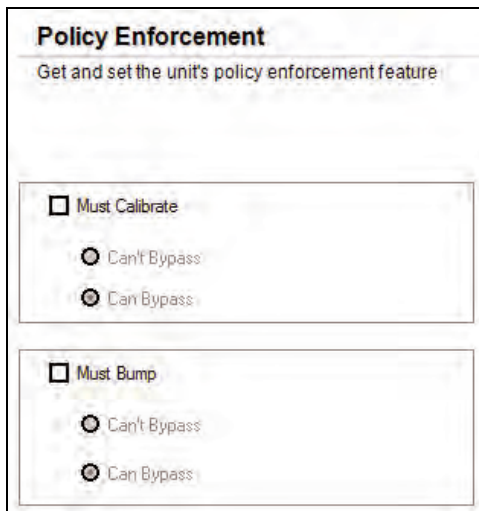 Policy Enforcement
Get and set the unit's policy enforcement feature
Must Calibrate
Can't Bypass
Can Bypass
Must Bump
Can't Bypass
Can Bypass